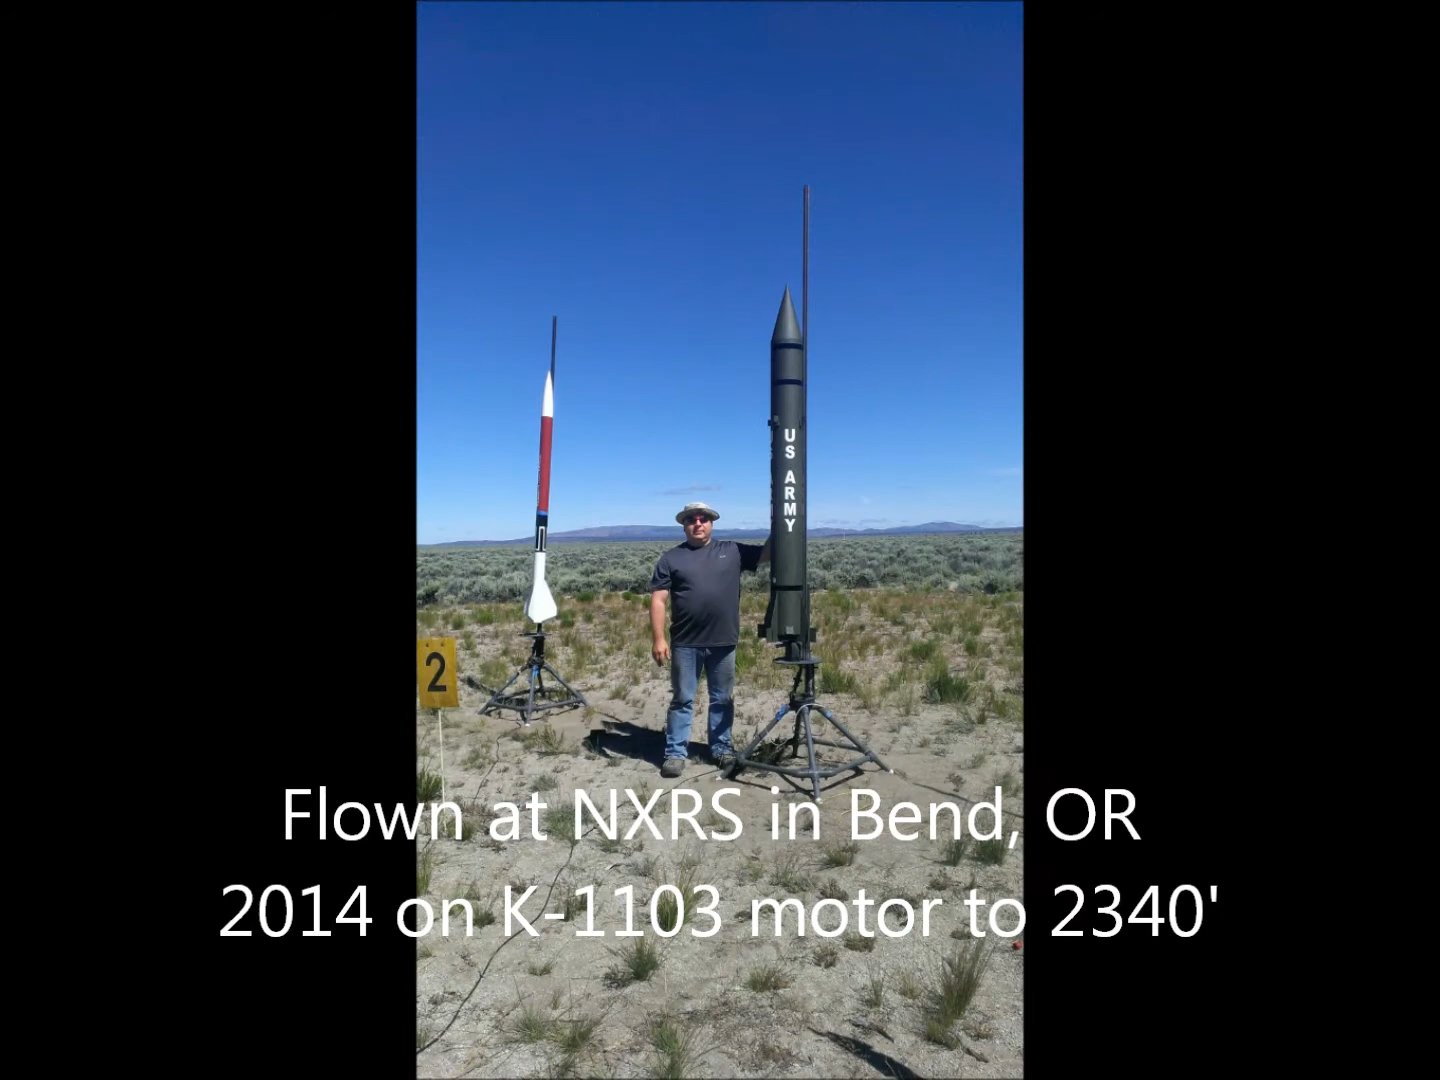 US ARMY
2
Flown at NXRS in Bend, OR
2014 on K-1103 motor to 2340'